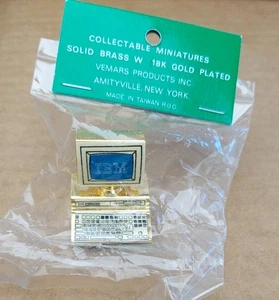 COLLECTABLE MINIATURES
SOLID BRASS W 18K GOLD PLATED
VEMARS PRODUCTS INC.
AMITYVILLE, NEW YORK
MADE IN TAIWAN R.O.C.
IBM